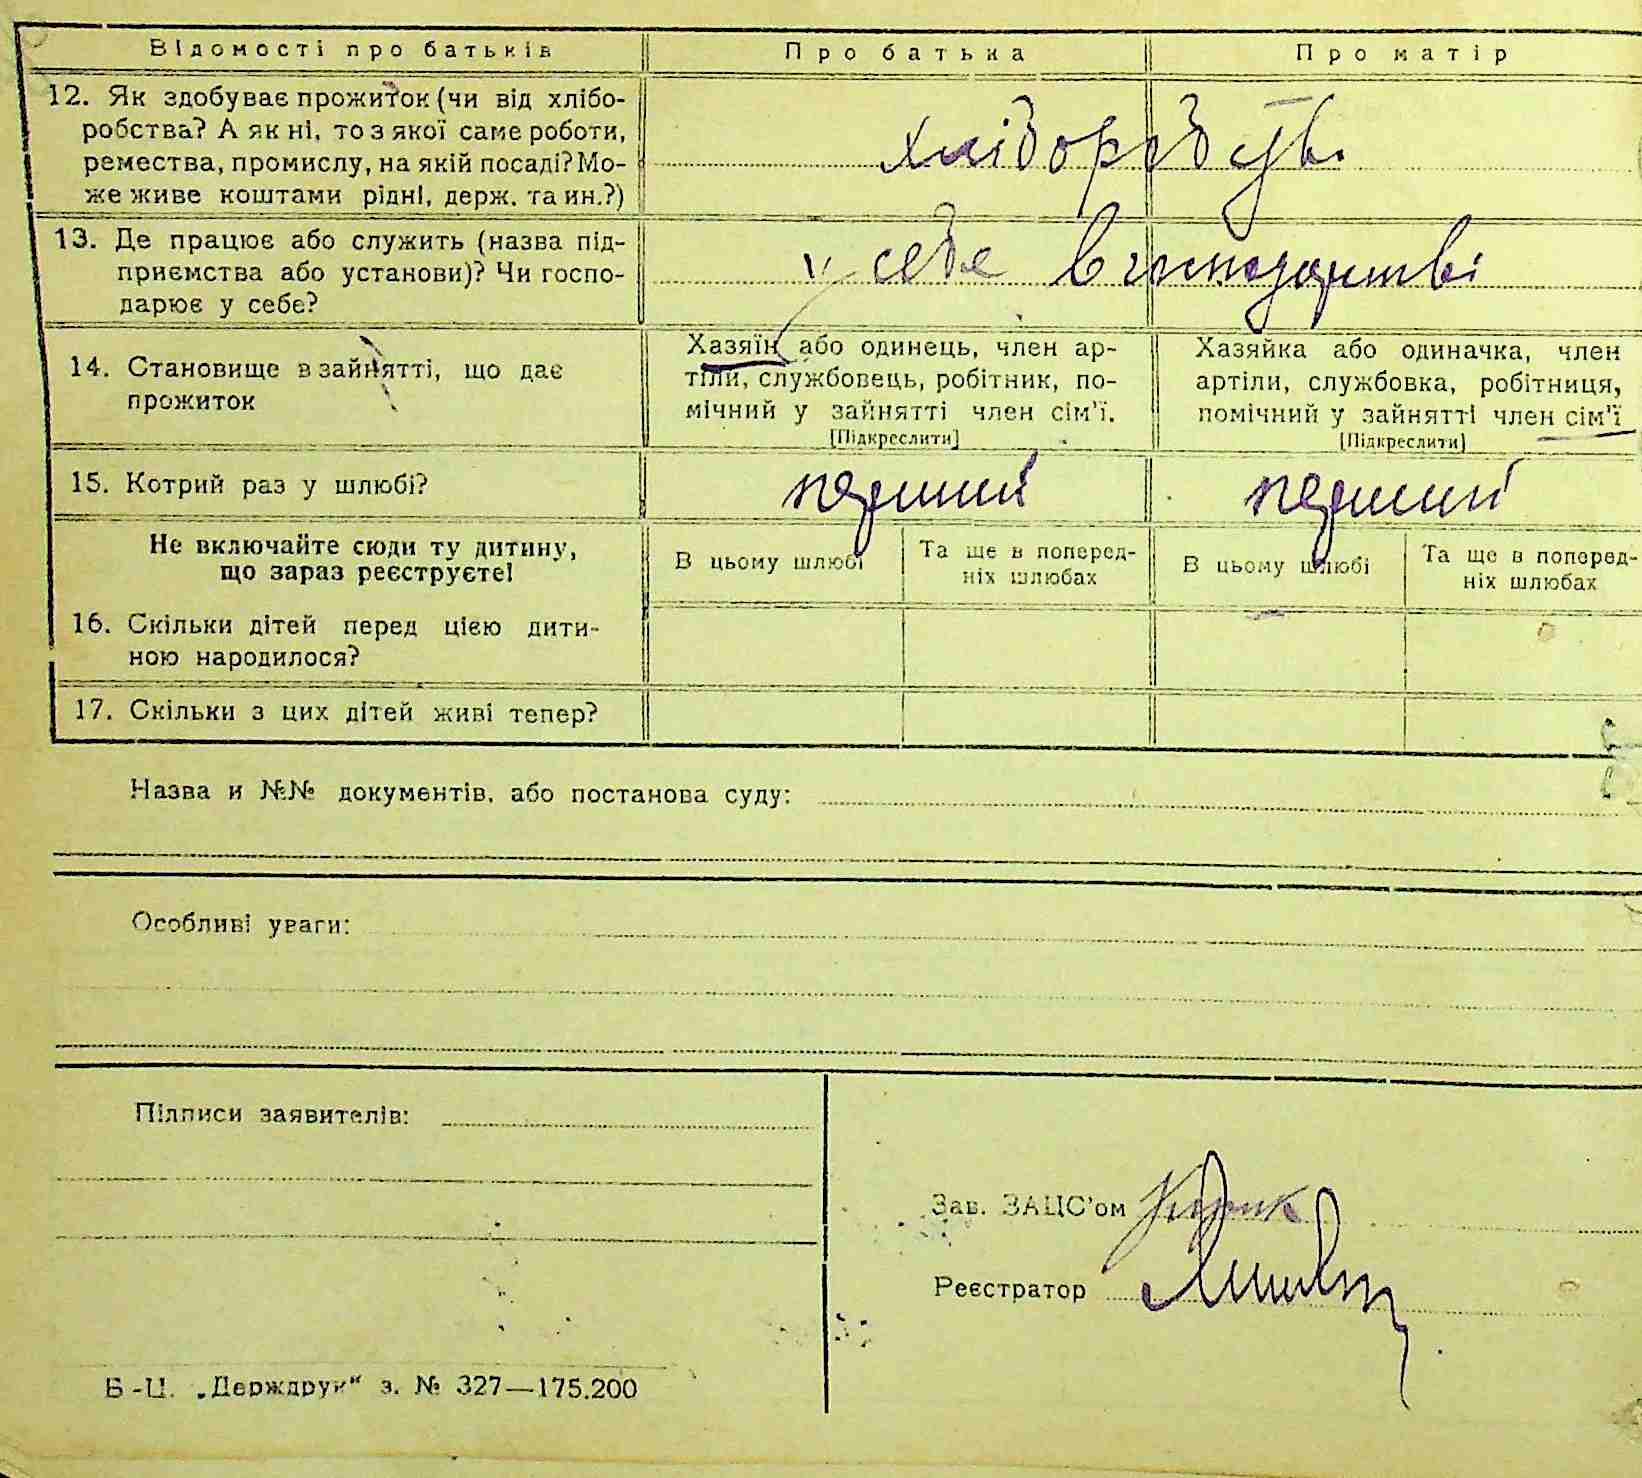 Відомості про батьків Про батька Про матір
12. Як здобуває прожиток (чи від хлібо-
робства? А як ні, то з якої саме роботи,
ремества, промислу, на якій посаді? Мо-
же живе коштами рідні, держ. та ин.?)
хліборобств.
13. Де працює або служить (назва під-
приємства або установи)? Чи госпо-
дарює у себе?
у себе в господарстві
14. Становище в зайнятті, що дає
прожиток
Хазяїн або одинець, член ар-
тіли, службовець, робітник, по-
мічний у зайнятті член сім'ї.
[Підкреслити]
Хазяйка або одиначка, член
артіли, службовка, робітниця,
помічний у зайнятті член сім'ї
[Підкреслити]
15. Котрий раз у шлюбі?
перший перший
Не включайте сюди ту дитину,
що зараз реєструєте!
В цьому шлюбі
Та ще в поперед-
ніх шлюбах
В цьому шлюбі
Та ще в поперед-
ніх шлюбах
16. Скільки дітей перед цією дити-
ною народилося?
17. Скільки з цих дітей живі тепер?
Назва и №№ документів, або постанова суду:
Особливі уваги:
Підписи заявителів:
Зав. ЗАЦС'ом
Реєстратор
Б-Ц. „Держдрук" з. № 327—175.200